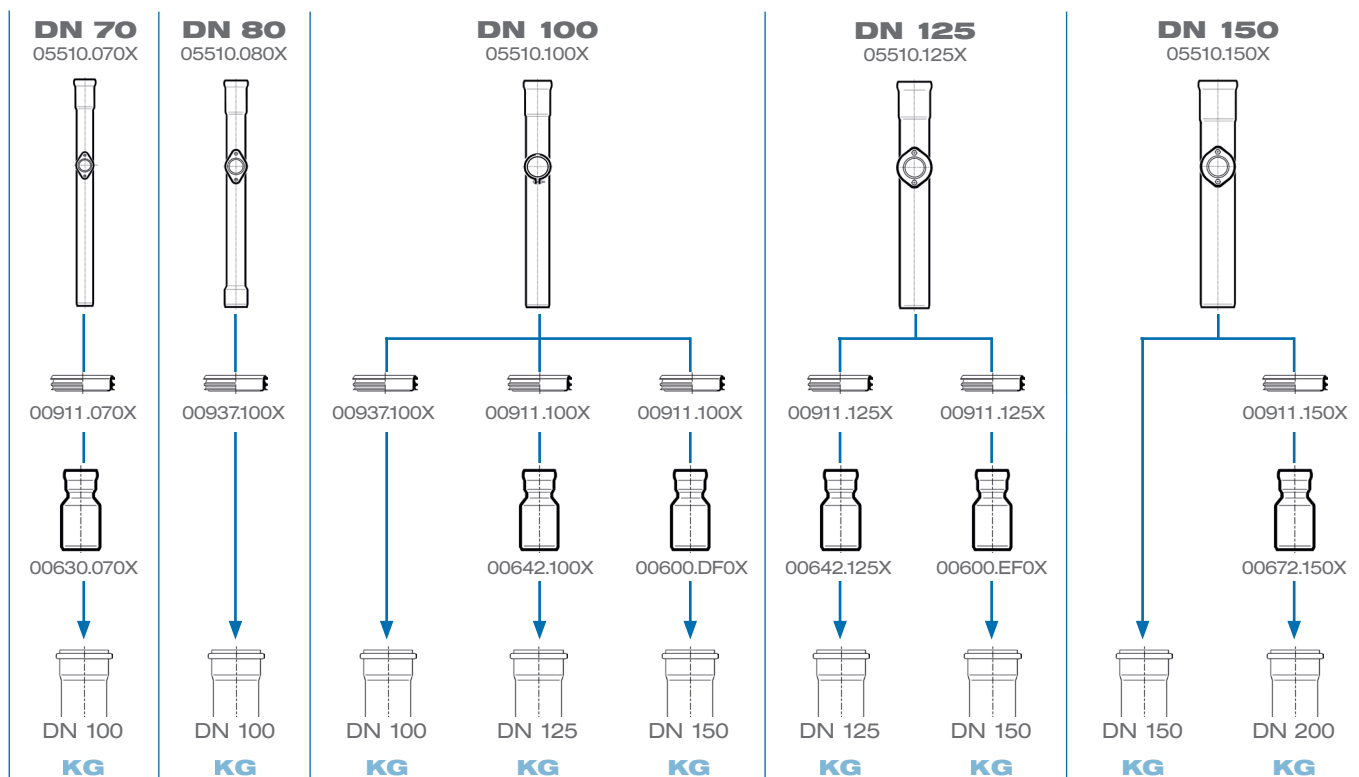 DN 70 DN 80 DN 100 DN 125 DN 150
05510.070X 05510.080X 05510.100X 05510.125X 05510.150X
00911.070X 00937.100X 00937.100X 00911.100X 00911.100X 00911.125X 00911.125X 00911.150X
00630.070X 00642.100X 00600.DF0X 00642.125X 00600.EF0X 00672.150X
DN 100 DN 100 DN 100 DN 125 DN 150 DN 125 DN 150 DN 150 DN 200
KG KG KG KG KG KG KG KG KG